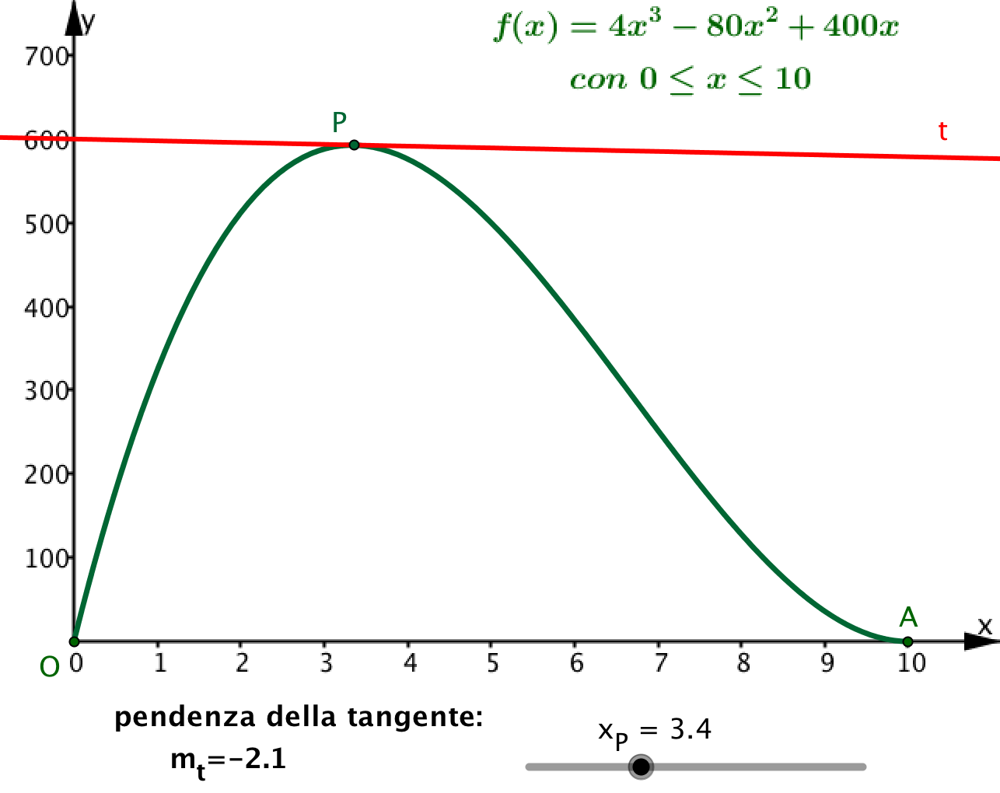 y
f(x) = 4x³ − 80x² + 400x
700
con 0 ≤ x ≤ 10
P
t
600
500
400
300
200
100
A
x
O 0 1 2 3 4 5 6 7 8 9 10
pendenza della tangente:
x_P = 3.4
m_t=−2.1